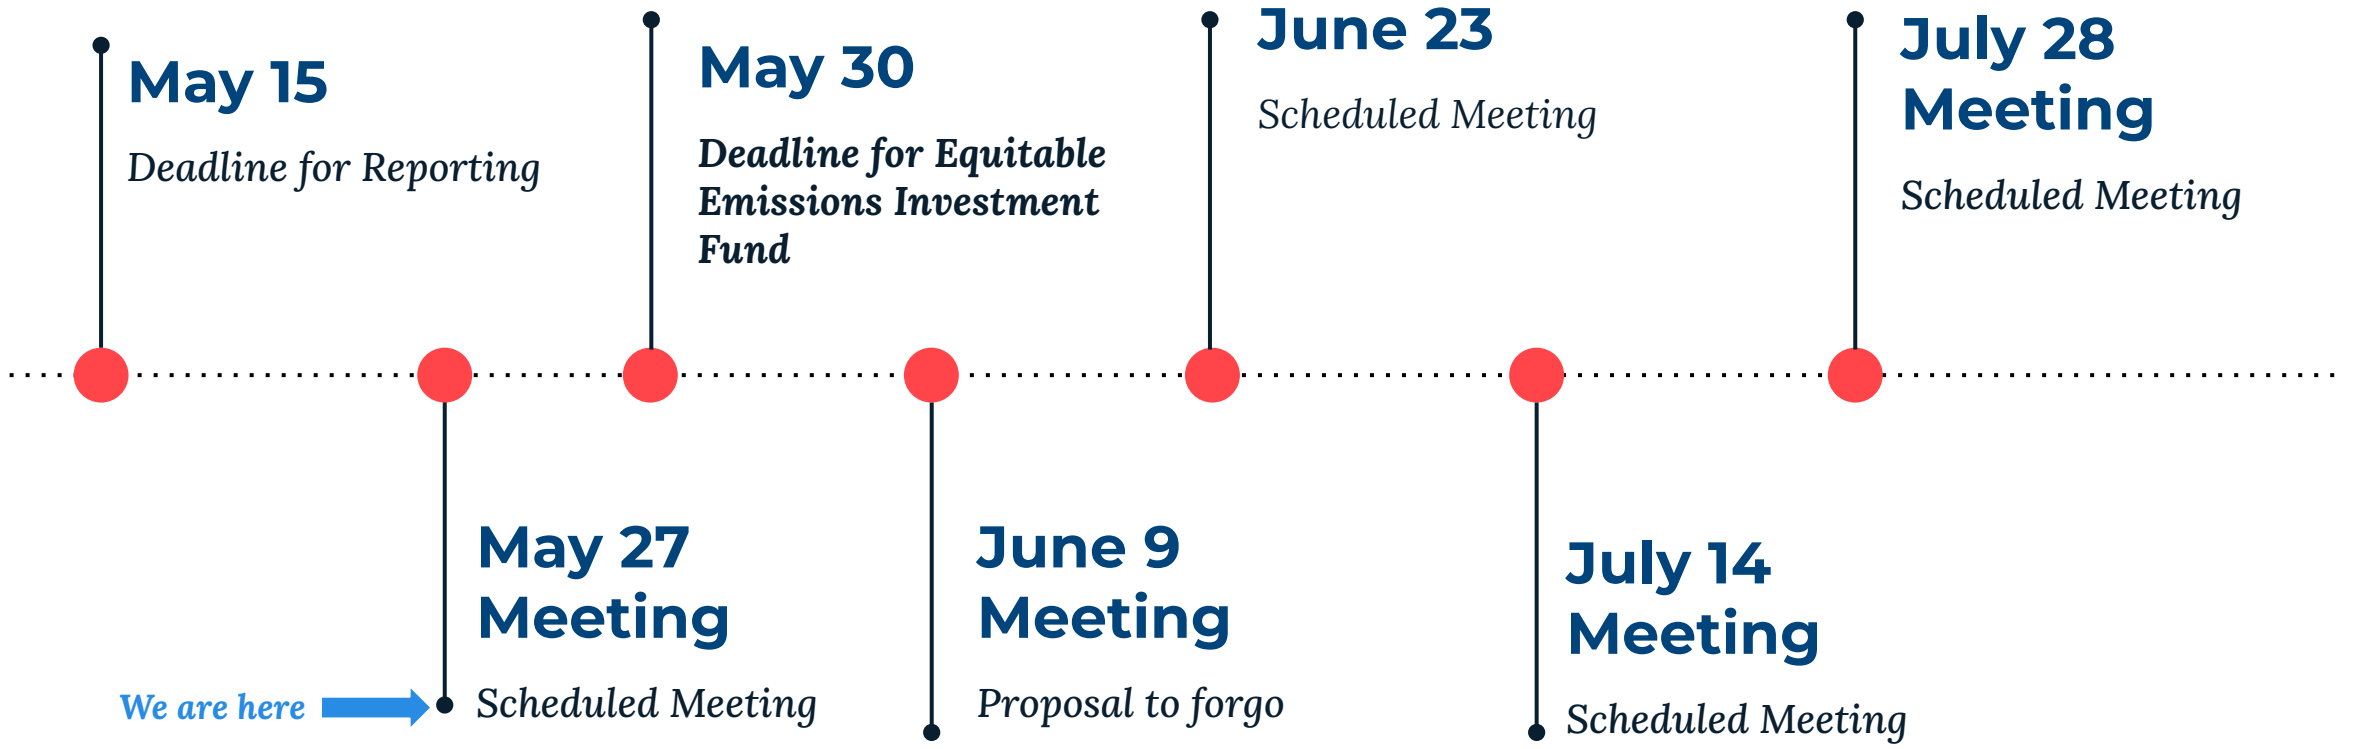 May 15
Deadline for Reporting
May 30
Deadline for Equitable
Emissions Investment
Fund
June 23
Scheduled Meeting
July 28
Meeting
Scheduled Meeting
We are here
May 27
Meeting
Scheduled Meeting
June 9
Meeting
Proposal to forgo
July 14
Meeting
Scheduled Meeting